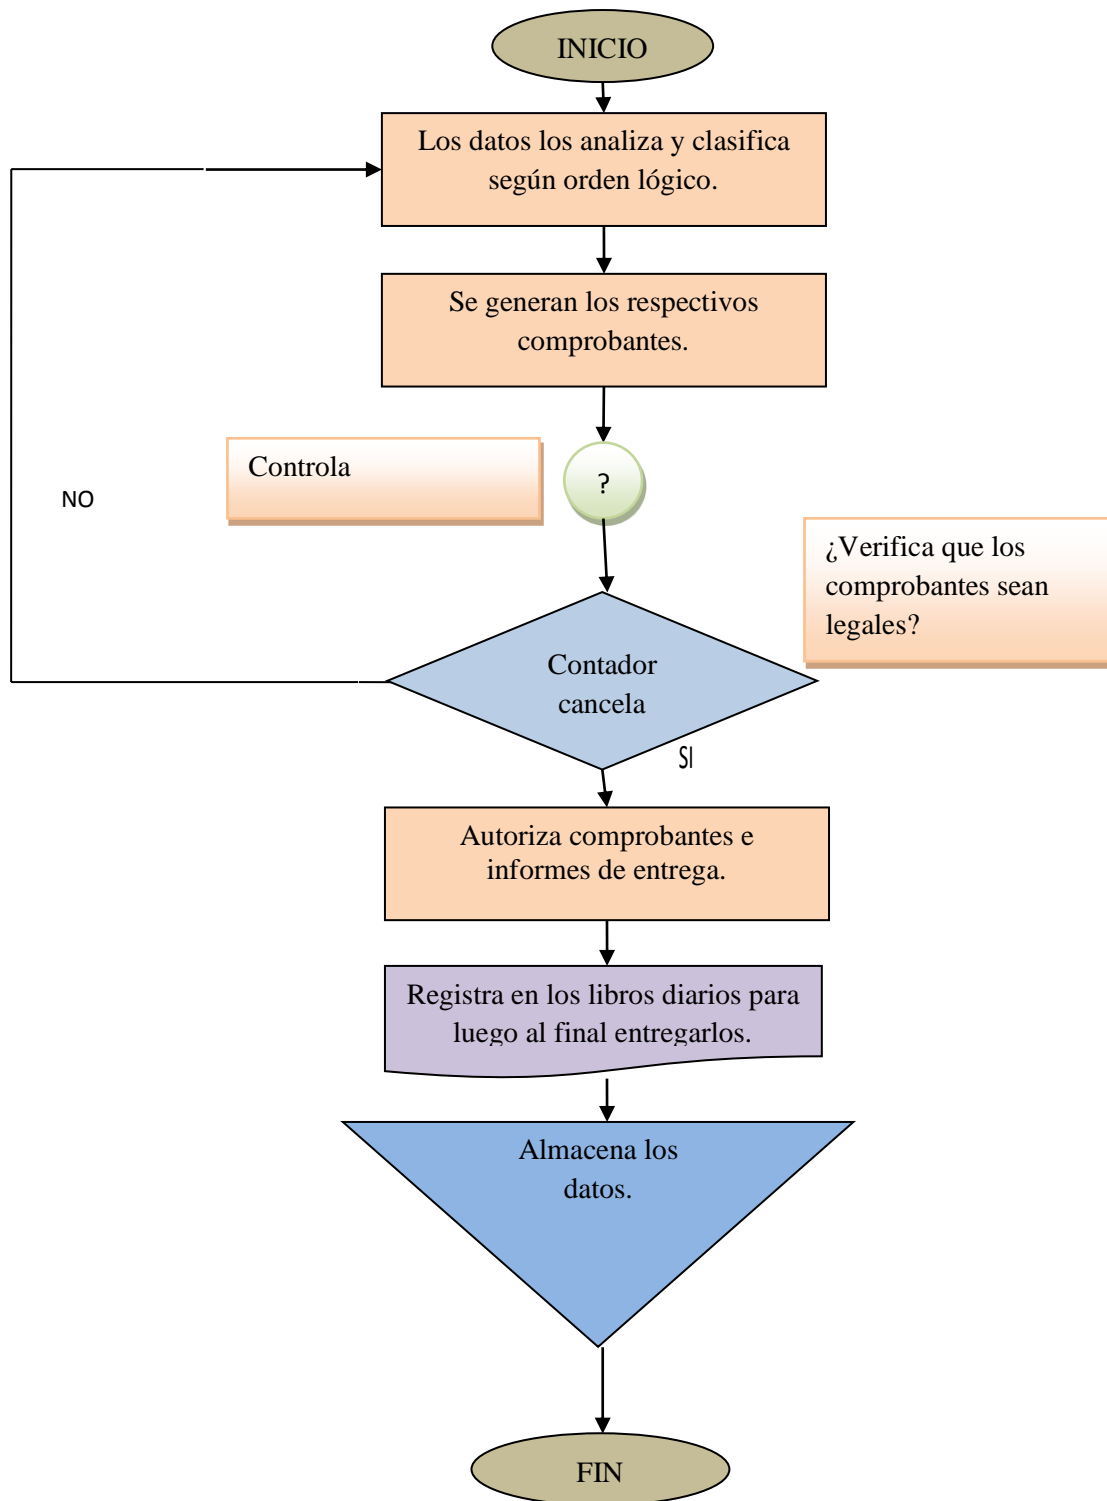 INICIO
Los datos los analiza y clasifica
según orden lógico.
Se generan los respectivos
comprobantes.
Controla
?
NO
¿Verifica que los
comprobantes sean
legales?
Contador
cancela
SI
Autoriza comprobantes e
informes de entrega.
Registra en los libros diarios para
luego al final entregarlos.
Almacena los
datos.
FIN